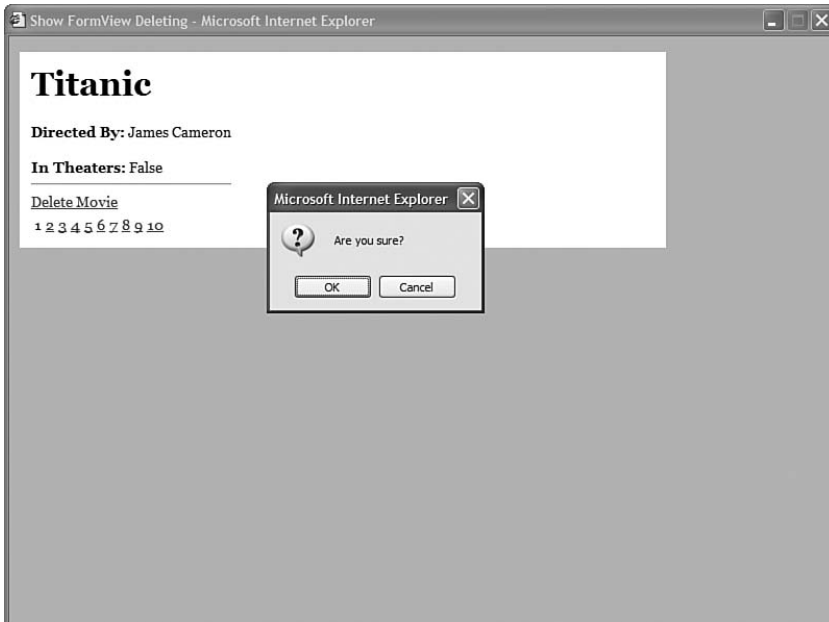 Show FormView Deleting - Microsoft Internet Explorer
Titanic
Directed By: James Cameron
In Theaters: False
Delete Movie
1 2 3 4 5 6 7 8 9 10
Microsoft Internet Explorer
Are you sure?
OK Cancel